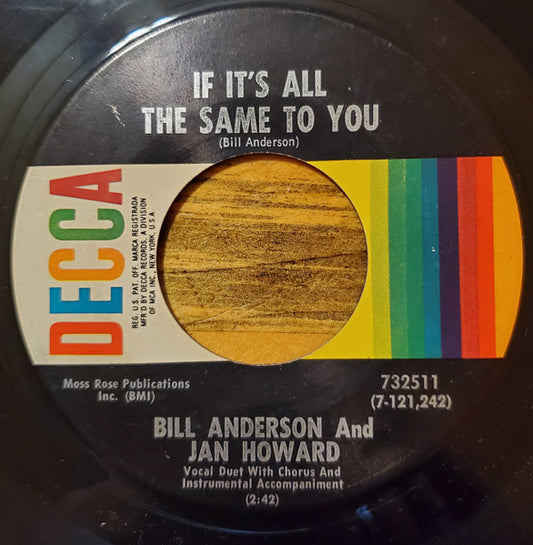 IF IT'S ALL
THE SAME TO YOU
(Bill Anderson)
DECCA
REG. U.S. PAT. OFF. MARCA REGISTRADA
MFR'D BY DECCA RECORDS, A DIVISION
OF MCA INC., NEW YORK, U.S.A.
Moss Rose Publications
Inc. (BMI)
732511
(7-121,242)
BILL ANDERSON And
JAN HOWARD
Vocal Duet With Chorus And
Instrumental Accompaniment
(2:42)